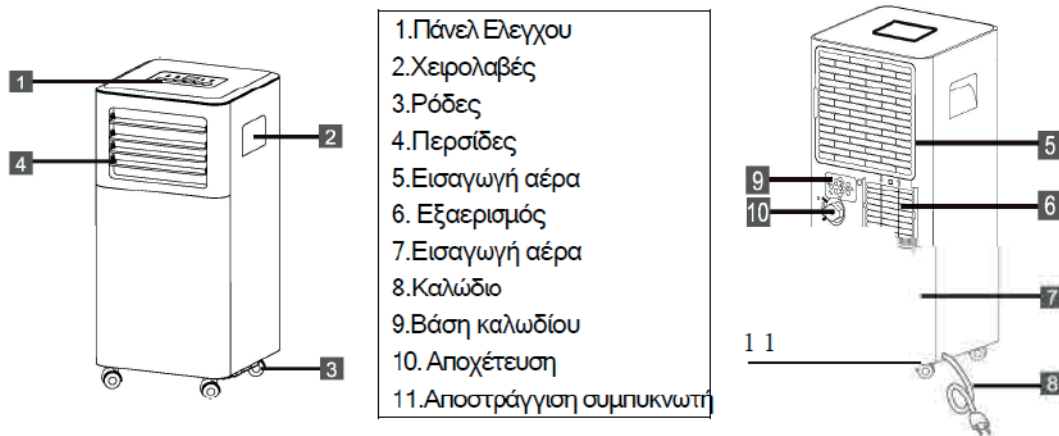 1
4
2
3
1.Πάνελ Ελεγχου
2.Χειρολαβές
3.Ρόδες
4.Περσίδες
5.Εισαγωγή αέρα
6. Εξαερισμός
7.Εισαγωγή αέρα
8.Καλώδιο
9.Βάση καλωδίου
10. Αποχέτευση
11.Αποστράγγιση συμπυκνωτή
9
10
1 1
5
6
7
8